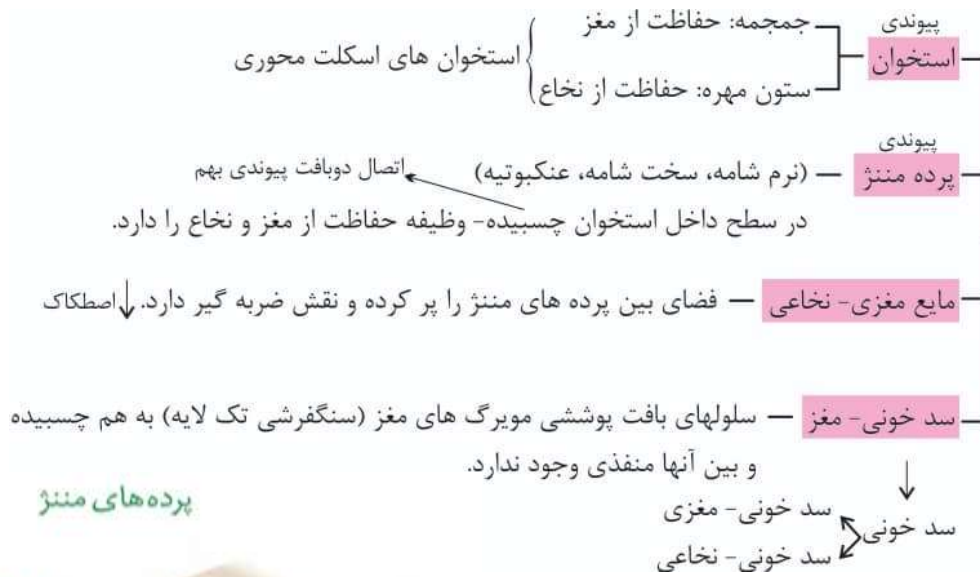 پیوندی
استخوان
جمجمه: حفاظت از مغز
ستون مهره: حفاظت از نخاع
استخوان های اسکلت محوری
پیوندی
پرده مننژ — (نرم شامه، سخت شامه، عنکبوتیه)
اتصال دوبافت پیوندی بهم
در سطح داخل استخوان چسبیده- وظیفه حفاظت از مغز و نخاع را دارد.
مایع مغزی- نخاعی — فضای بین پرده های مننژ را پر کرده و نقش ضربه گیر دارد. ↓اصطکاک
سد خونی- مغز — سلولهای بافت پوششی مویرگ های مغز (سنگفرشی تک لایه) به هم چسبیده
و بین آنها منفذی وجود ندارد.
سد خونی
سد خونی- مغزی
سد خونی- نخاعی
پرده‌های مننژ